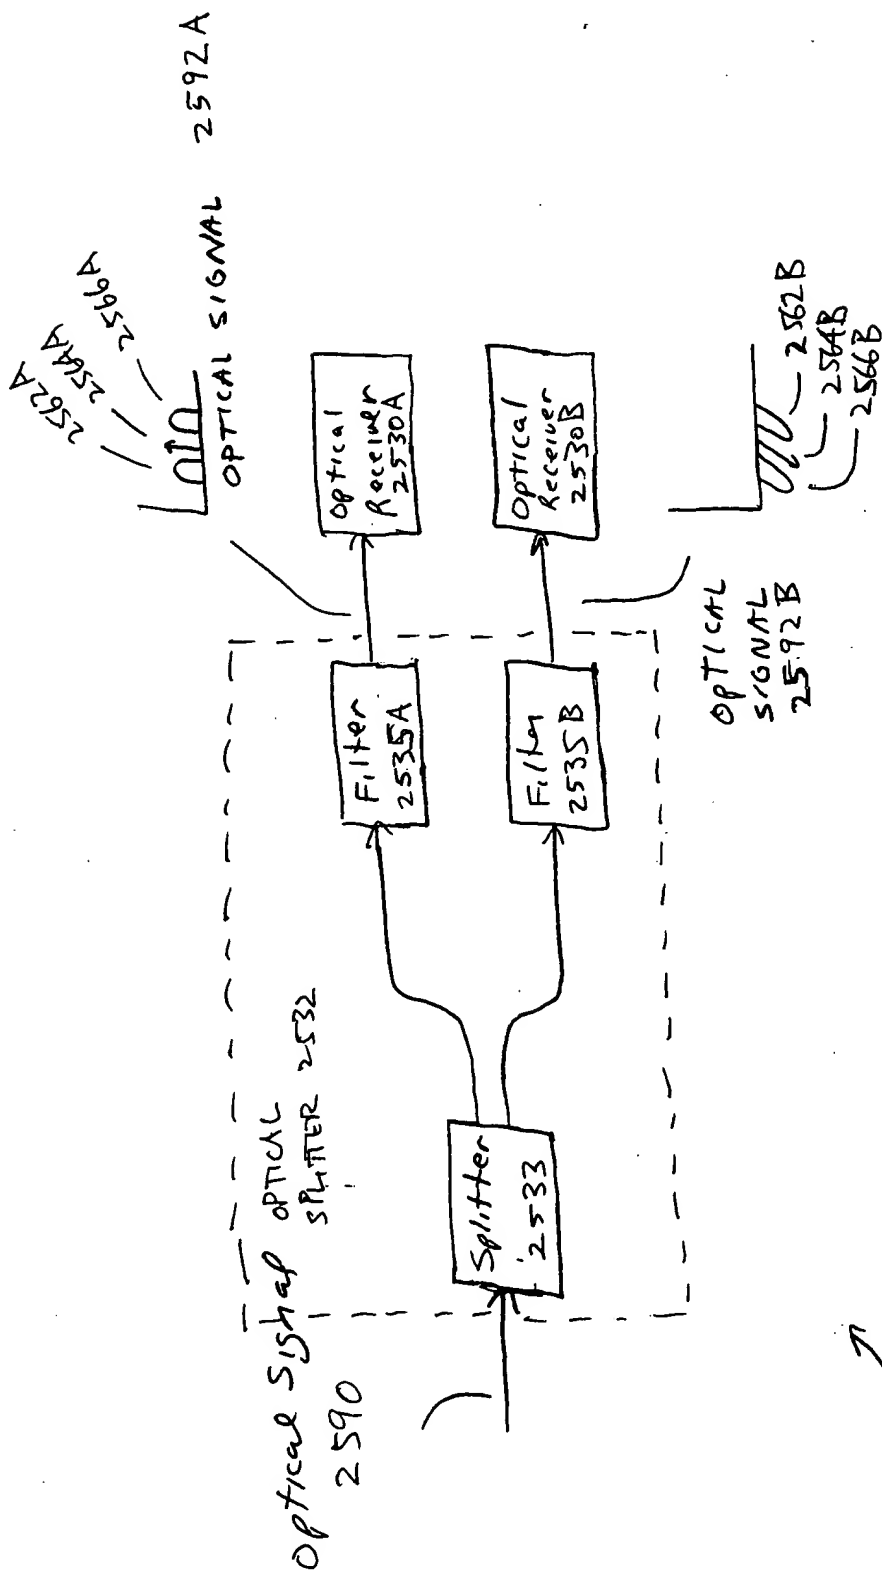 Optical Signal
2590
OPTICAL
SPLITTER 2532
Splitter
2533
Filter
2535A
Filter
2535B
Optical
Receiver
2530A
Optical
Receiver
2530B
2562A
2564A
2566A
OPTICAL SIGNAL 2592A
OPTICAL
SIGNAL
2592B
2562B
2564B
2566B